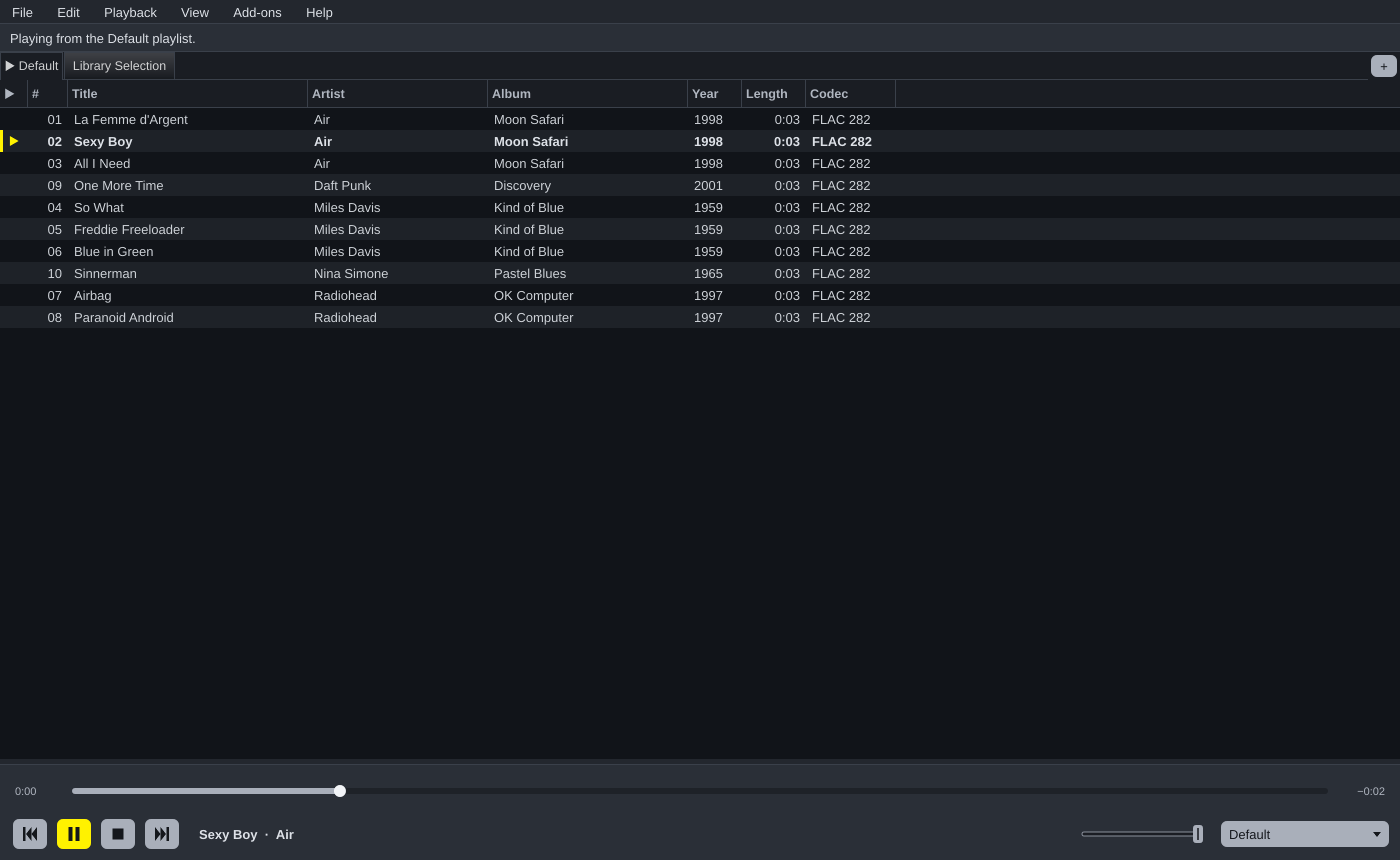 File Edit Playback View Add-ons Help
Playing from the Default playlist.
Default Library Selection +
# Title Artist Album Year Length Codec
01 La Femme d'Argent Air Moon Safari 1998 0:03 FLAC 282
02 Sexy Boy Air Moon Safari 1998 0:03 FLAC 282
03 All I Need Air Moon Safari 1998 0:03 FLAC 282
09 One More Time Daft Punk Discovery 2001 0:03 FLAC 282
04 So What Miles Davis Kind of Blue 1959 0:03 FLAC 282
05 Freddie Freeloader Miles Davis Kind of Blue 1959 0:03 FLAC 282
06 Blue in Green Miles Davis Kind of Blue 1959 0:03 FLAC 282
10 Sinnerman Nina Simone Pastel Blues 1965 0:03 FLAC 282
07 Airbag Radiohead OK Computer 1997 0:03 FLAC 282
08 Paranoid Android Radiohead OK Computer 1997 0:03 FLAC 282
0:00 −0:02
Sexy Boy · Air Default